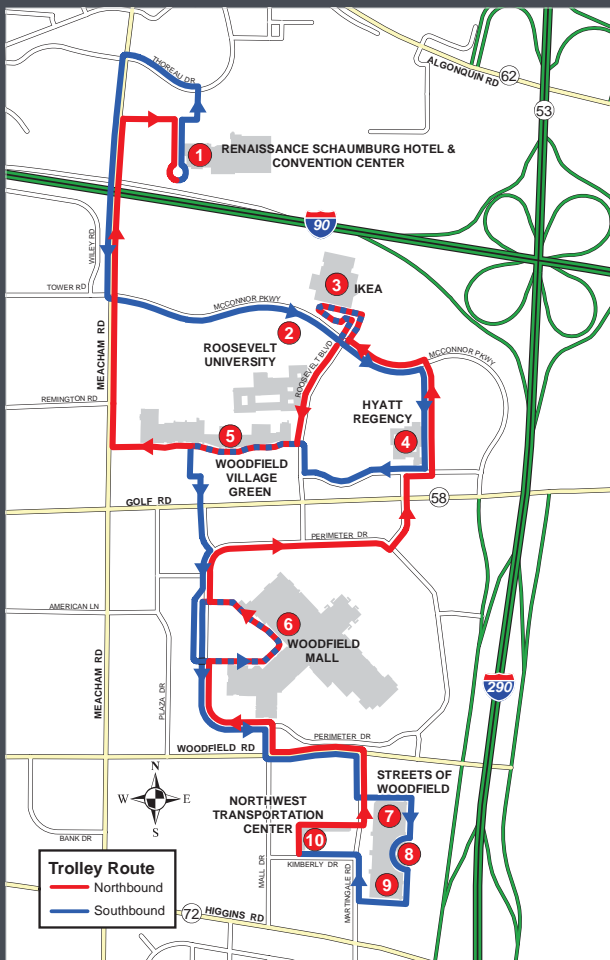 THOREAU DR
ALGONQUIN RD
62
53
1
RENAISSANCE SCHAUMBURG HOTEL &
CONVENTION CENTER
90
WILEY RD
TOWER RD
3
IKEA
MCCONNOR PKWY
2
ROOSEVELT
UNIVERSITY
ROOSEVELT BLVD
MCCONNOR PKWY
MEACHAM RD
REMINGTON RD
HYATT
REGENCY
4
5
WOODFIELD
VILLAGE
GREEN
GOLF RD
58
PERIMETER DR
AMERICAN LN
6
WOODFIELD
MALL
MEACHAM RD
PLAZA DR
290
PERIMETER DR
WOODFIELD RD
N
W
E
S
STREETS OF
WOODFIELD
NORTHWEST
TRANSPORTATION
CENTER
7
10
8
BANK DR
KIMBERLY DR
MALL DR
MARTINGALE RD
9
Trolley Route
Northbound
Southbound
72
HIGGINS RD